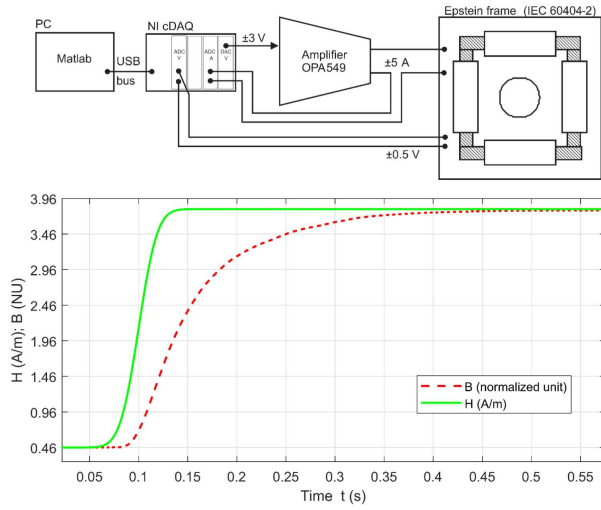 PC
NI cDAQ
Epstein frame (IEC 60404-2)
Matlab
USB
bus
ADC
V
ADC
A
DAC
V
±3 V
Amplifier
OPA549
±5 A
±0.5 V
H (A/m); B (NU)
3.96
3.46
2.96
2.46
1.96
1.46
0.96
0.46
B (normalized unit)
H (A/m)
0.05 0.1 0.15 0.2 0.25 0.3 0.35 0.4 0.45 0.5 0.55
Time t (s)